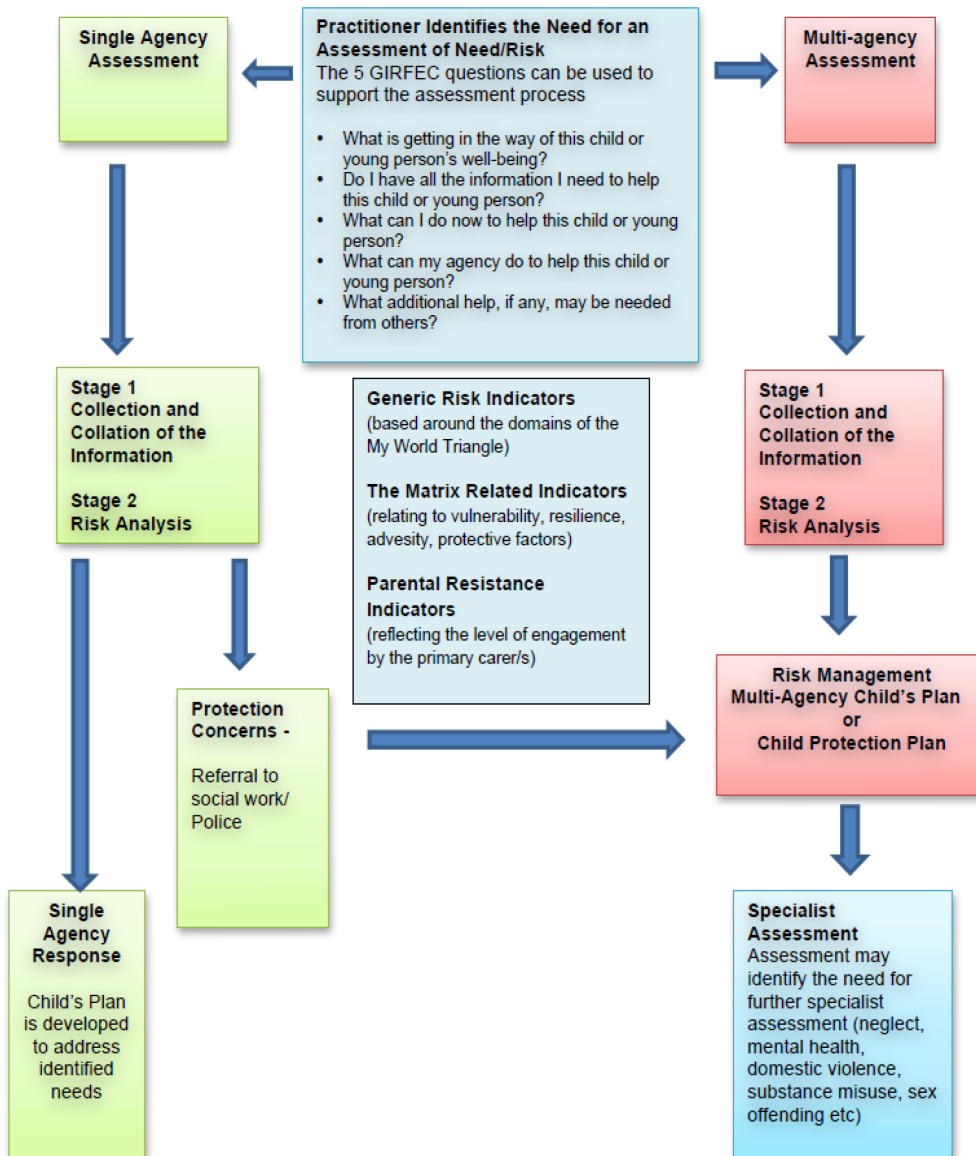 Single Agency
Assessment
Practitioner Identifies the Need for an
Assessment of Need/Risk
The 5 GIRFEC questions can be used to
support the assessment process
• What is getting in the way of this child or
young person's well-being?
• Do I have all the information I need to help
this child or young person?
• What can I do now to help this child or young
person?
• What can my agency do to help this child or
young person?
• What additional help, if any, may be needed
from others?
Multi-agency
Assessment
Stage 1
Collection and
Collation of the
Information
Stage 2
Risk Analysis
Generic Risk Indicators
(based around the domains of the
My World Triangle)
The Matrix Related Indicators
(relating to vulnerability, resilience,
advesity, protective factors)
Parental Resistance
Indicators
(reflecting the level of engagement
by the primary carer/s)
Stage 1
Collection and
Collation of the
Information
Stage 2
Risk Analysis
Protection
Concerns -
Referral to
social work/
Police
Risk Management
Multi-Agency Child's Plan
or
Child Protection Plan
Single
Agency
Response
Child's Plan
is developed
to address
identified
needs
Specialist
Assessment
Assessment may
identify the need for
further specialist
assessment (neglect,
mental health,
domestic violence,
substance misuse, sex
offending etc)